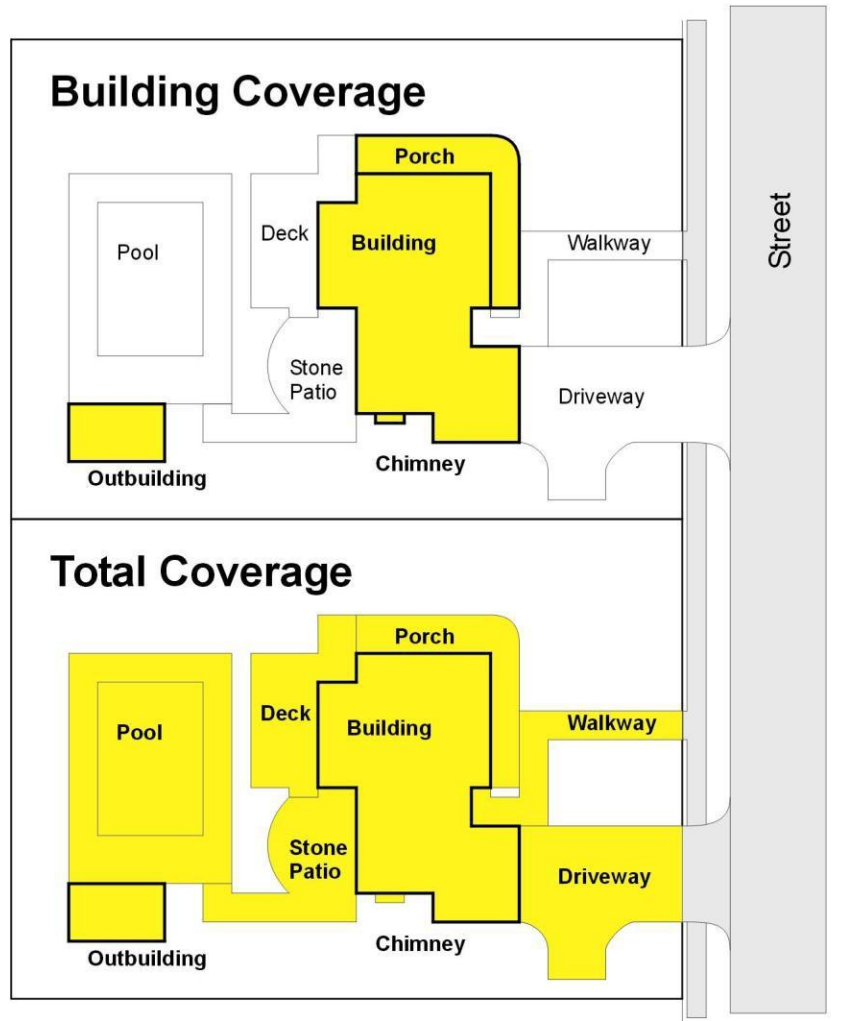 Building Coverage
Porch
Deck
Building
Walkway
Street
Pool
Stone
Patio
Driveway
Chimney
Outbuilding
Total Coverage
Porch
Deck
Building
Walkway
Pool
Stone
Patio
Driveway
Chimney
Outbuilding